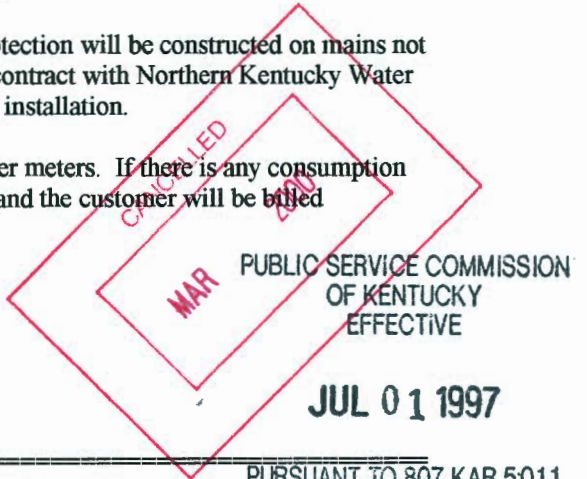 otection will be constructed on mains not
contract with Northern Kentucky Water
installation.
er meters. If there is any consumption
and the customer will be billed
CANCELLED
MAR 2000
PUBLIC SERVICE COMMISSION
OF KENTUCKY
EFFECTIVE
JUL 01 1997
PURSUANT TO 807 KAR 5:011